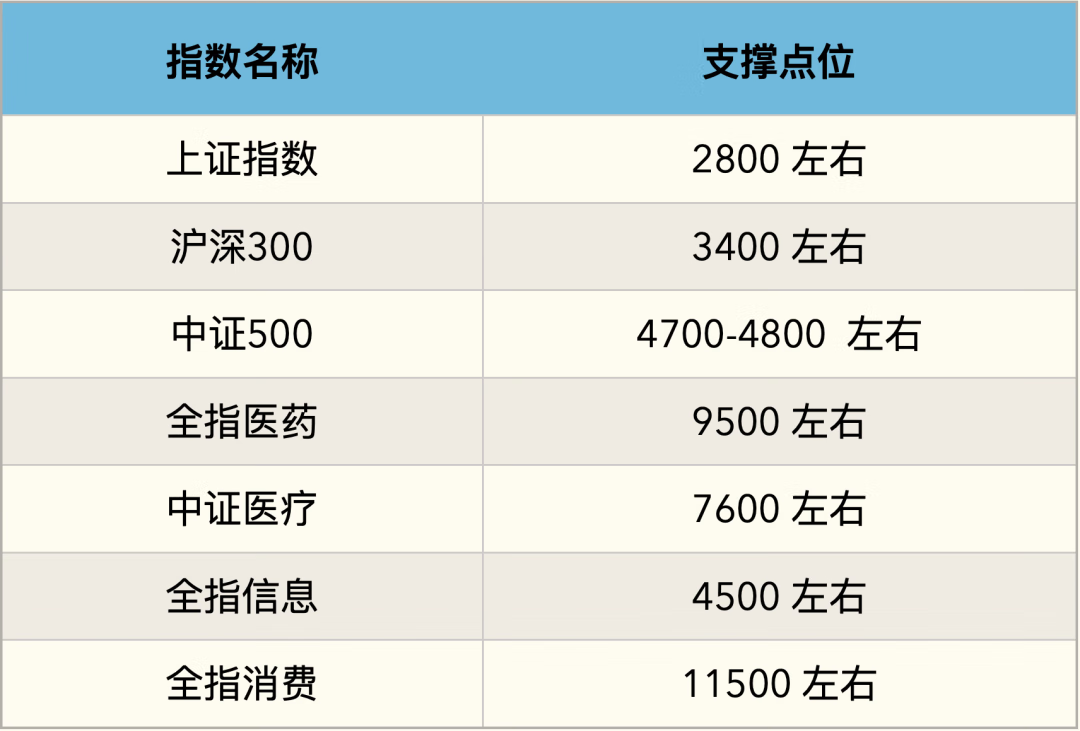 指数名称 支撑点位
上证指数 2800 左右
沪深300 3400 左右
中证500 4700-4800 左右
全指医药 9500 左右
中证医疗 7600 左右
全指信息 4500 左右
全指消费 11500 左右